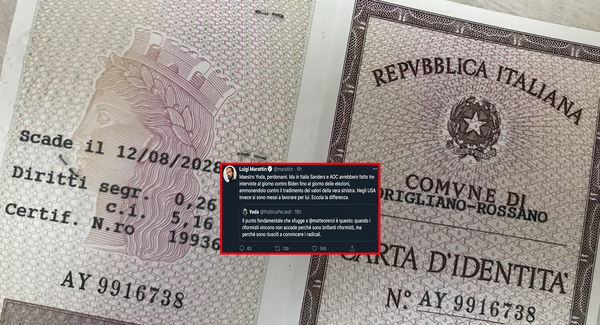 Scade il 12/08/2028
Diritti segr. 0,26
c.i. 5,16
Certif. N.ro 19936
AY 9916738
REPVBBLICA ITALIANA
COMVNE DI
ORIGLIANO-ROSSANO
CARTA D'IDENTITÀ
N.º AY 9916738
Luigi Marattin @marattin · 1h
Maestro Yoda, perdonami. Ma in Italia Sanders e AOC avrebbero fatto tre
interviste al giorno contro Biden fino al giorno delle elezioni,
ammonendolo contro il tradimento dei valori della vera sinistra. Negli USA
invece si sono messi a lavorare per lui. Eccola la differenza.
Yoda @PoliticaPerJedi · 18h
Il punto fondamentale che sfugge a @matteorenzi è questo: quando i
riformisti vincono non accade perché sono brillanti riformisti, ma
perché sono riusciti a convincere i radicali.
83
119
585